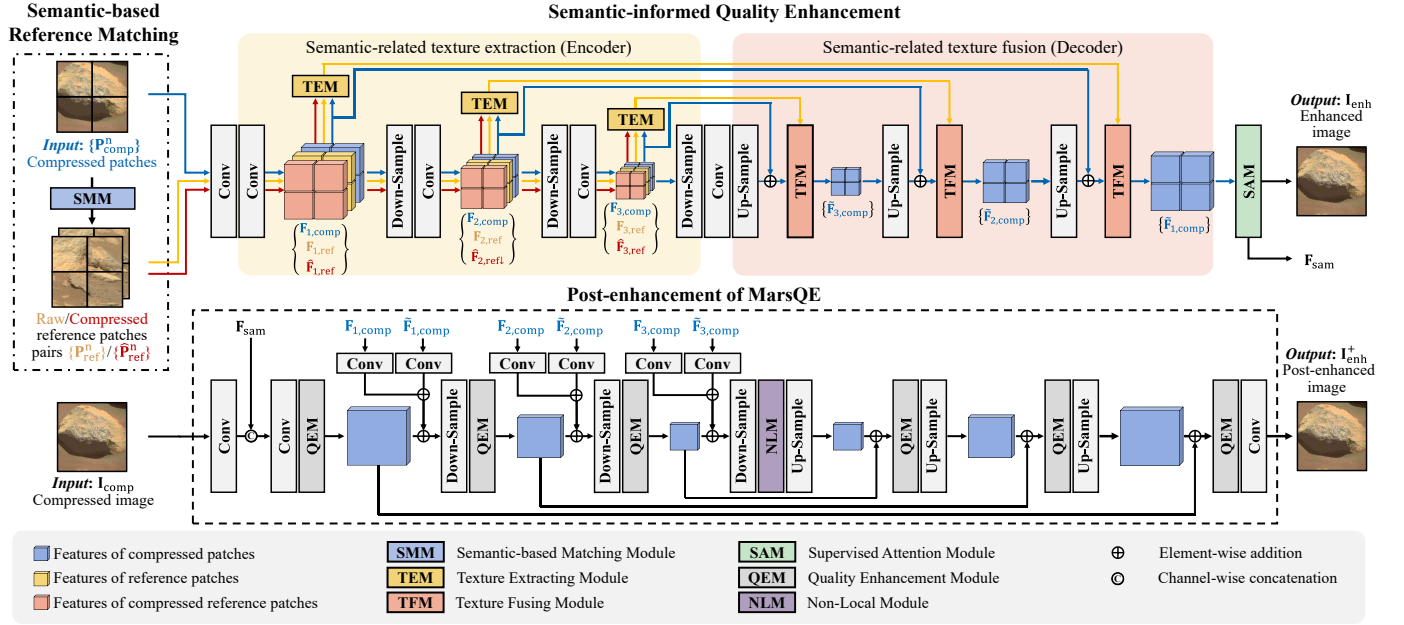 Semantic-based
Reference Matching
Input: {P^n_comp}
Compressed patches
SMM
Raw/Compressed
reference patches
pairs {P^n_ref}/{P̂^n_ref}
Semantic-informed Quality Enhancement
Semantic-related texture extraction (Encoder)
Semantic-related texture fusion (Decoder)
TEM
TEM
TEM
Conv
Conv
F_1,comp
F_1,ref
F̂_1,ref
Down-Sample
Conv
F_2,comp
F_2,ref
F̂_2,ref↓
Down-Sample
Conv
F_3,comp
F_3,ref
F̂_3,ref
Down-Sample
Conv
Up-Sample
TFM
{F̃_3,comp}
Up-Sample
TFM
{F̃_2,comp}
Up-Sample
TFM
{F̃_1,comp}
SAM
F_sam
Output: I_enh
Enhanced
image
Post-enhancement of MarsQE
Input: I_comp
Compressed image
F_sam
F_1,comp F̃_1,comp
F_2,comp F̃_2,comp
F_3,comp F̃_3,comp
Conv Conv
Conv Conv
Conv Conv
Conv
©
Conv
QEM
Down-Sample
QEM
Down-Sample
QEM
Down-Sample
NLM
Up-Sample
QEM
Up-Sample
QEM
Up-Sample
QEM
Conv
Output: I^+_enh
Post-enhanced
image
Features of compressed patches
Features of reference patches
Features of compressed reference patches
SMM Semantic-based Matching Module
TEM Texture Extracting Module
TFM Texture Fusing Module
SAM Supervised Attention Module
QEM Quality Enhancement Module
NLM Non-Local Module
⊕ Element-wise addition
© Channel-wise concatenation